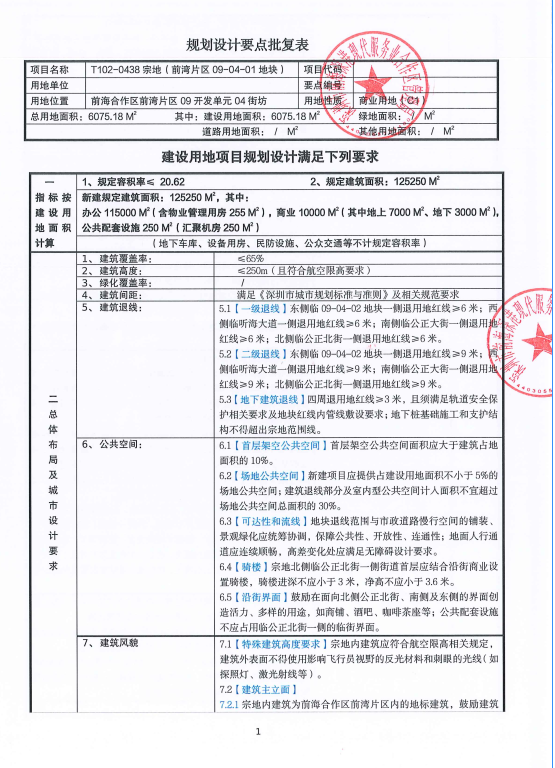 规划设计要点批复表
项目名称 T102-0438 宗地（前湾片区 09-04-01 地块） 项目代码
用地单位 要点编号
用地位置 前海合作区前湾片区 09 开发单元 04 街坊 用地性质 商业用地（C1）
总用地面积：6075.18 M² 其中：建设用地面积：6075.18 M² 绿地面积： / M²
道路用地面积： / M² 其他用地面积： / M²
建设用地项目规划设计满足下列要求
一
指标按建设用地面积计算
1、规定容积率≤ 20.62 2、规定建筑面积：125250 M²
新建规定建筑面积：125250 M²，其中：
办公 115000 M²（含物业管理用房 255 M²），商业 10000 M²（其中地上 7000 M²、地下 3000 M²），
公共配套设施 250 M²（汇聚机房 250 M²）
（地下车库、设备用房、民防设施、公众交通等不计规定容积率）
二
总体布局及城市设计要求
1、建筑覆盖率： ≤65%
2、建筑高度： ≤250m（且符合航空限高要求）
3、绿化覆盖率： /
4、建筑间距： 满足《深圳市城市规划标准与准则》及相关规范要求
5、建筑退线： 5.1【一级退线】东侧临 09-04-02 地块一侧退用地红线≥6 米；西
侧临听海大道一侧退用地红线≥6 米；南侧临公正大街一侧退用地
红线≥6 米；北侧临公正北街一侧退用地红线≥6 米。
5.2【二级退线】东侧临 09-04-02 地块一侧退用地红线≥9 米；西
侧临听海大道一侧退用地红线≥9 米；南侧临公正大街一侧退用地
红线≥9 米；北侧临公正北街一侧退用地红线≥9 米。
5.3【地下建筑退线】四周退用地红线≥3 米，且须满足轨道安全保
护相关要求及地块红线内管线敷设要求；地下桩基础施工和支护结
构不得超出宗地范围线。
6、公共空间： 6.1【首层架空公共空间】首层架空公共空间面积应大于建筑占地
面积的 10%。
6.2【场地公共空间】新建项目应提供占建设用地面积不小于 5%的
场地公共空间；建筑退线部分及室内型公共空间计入面积不宜超过
场地公共空间总面积的 30%。
6.3【可达性和流线】地块退线范围与市政道路慢行空间的铺装、
景观绿化应统筹协调，保障公共性、开放性、连通性；地面人行通
道应连续顺畅，高差变化处应满足无障碍设计要求。
6.4【骑楼】宗地北侧临公正北街一侧街道首层应结合沿街商业设
置骑楼，骑楼进深不应小于 3 米，净高不应小于 3.6 米。
6.5【沿街界面】鼓励在面向北侧公正北街、南侧及东侧的界面创
造活力、多样的用途，如商铺、酒吧、咖啡茶座等；公共配套设施
不应占用临公正北街一侧的临街界面。
7、建筑风貌 7.1【特殊建筑高度要求】宗地内建筑应符合航空限高相关规定，
建筑外表面不得使用影响飞行员视野的反光材料和刺眼的光线（如
探照灯、激光射线等）。
7.2【建筑主立面】
7.2.1 宗地内建筑为前海合作区前湾片区内的地标建筑，鼓励建筑
1